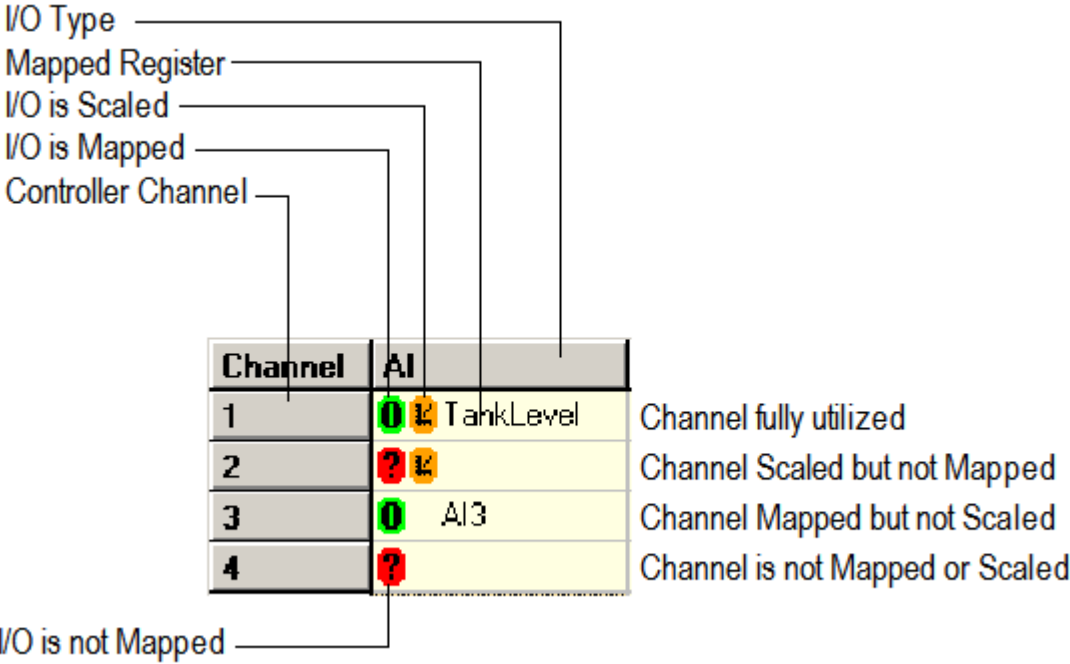 I/O Type
Mapped Register
I/O is Scaled
I/O is Mapped
Controller Channel
Channel AI
1 0 TankLevel Channel fully utilized
2 ? Channel Scaled but not Mapped
3 0 AI3 Channel Mapped but not Scaled
4 ? Channel is not Mapped or Scaled
I/O is not Mapped